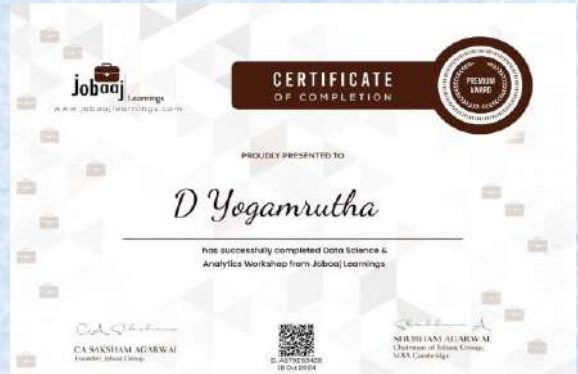 jobaaj
Learnings
www.jobaajlearnings.com
CERTIFICATE
OF COMPLETION
PREMIUM
AWARD
PROUDLY PRESENTED TO
D Yogamrutha
has successfully completed Data Science &
Analytics Workshop from Jobaaj Learnings
CA SAKSHAM AGARWAL
Founder, Jobaaj Group.
SHUBHAM AGARWAL
Chairman of Jobaaj Group,
MBA Cambridge